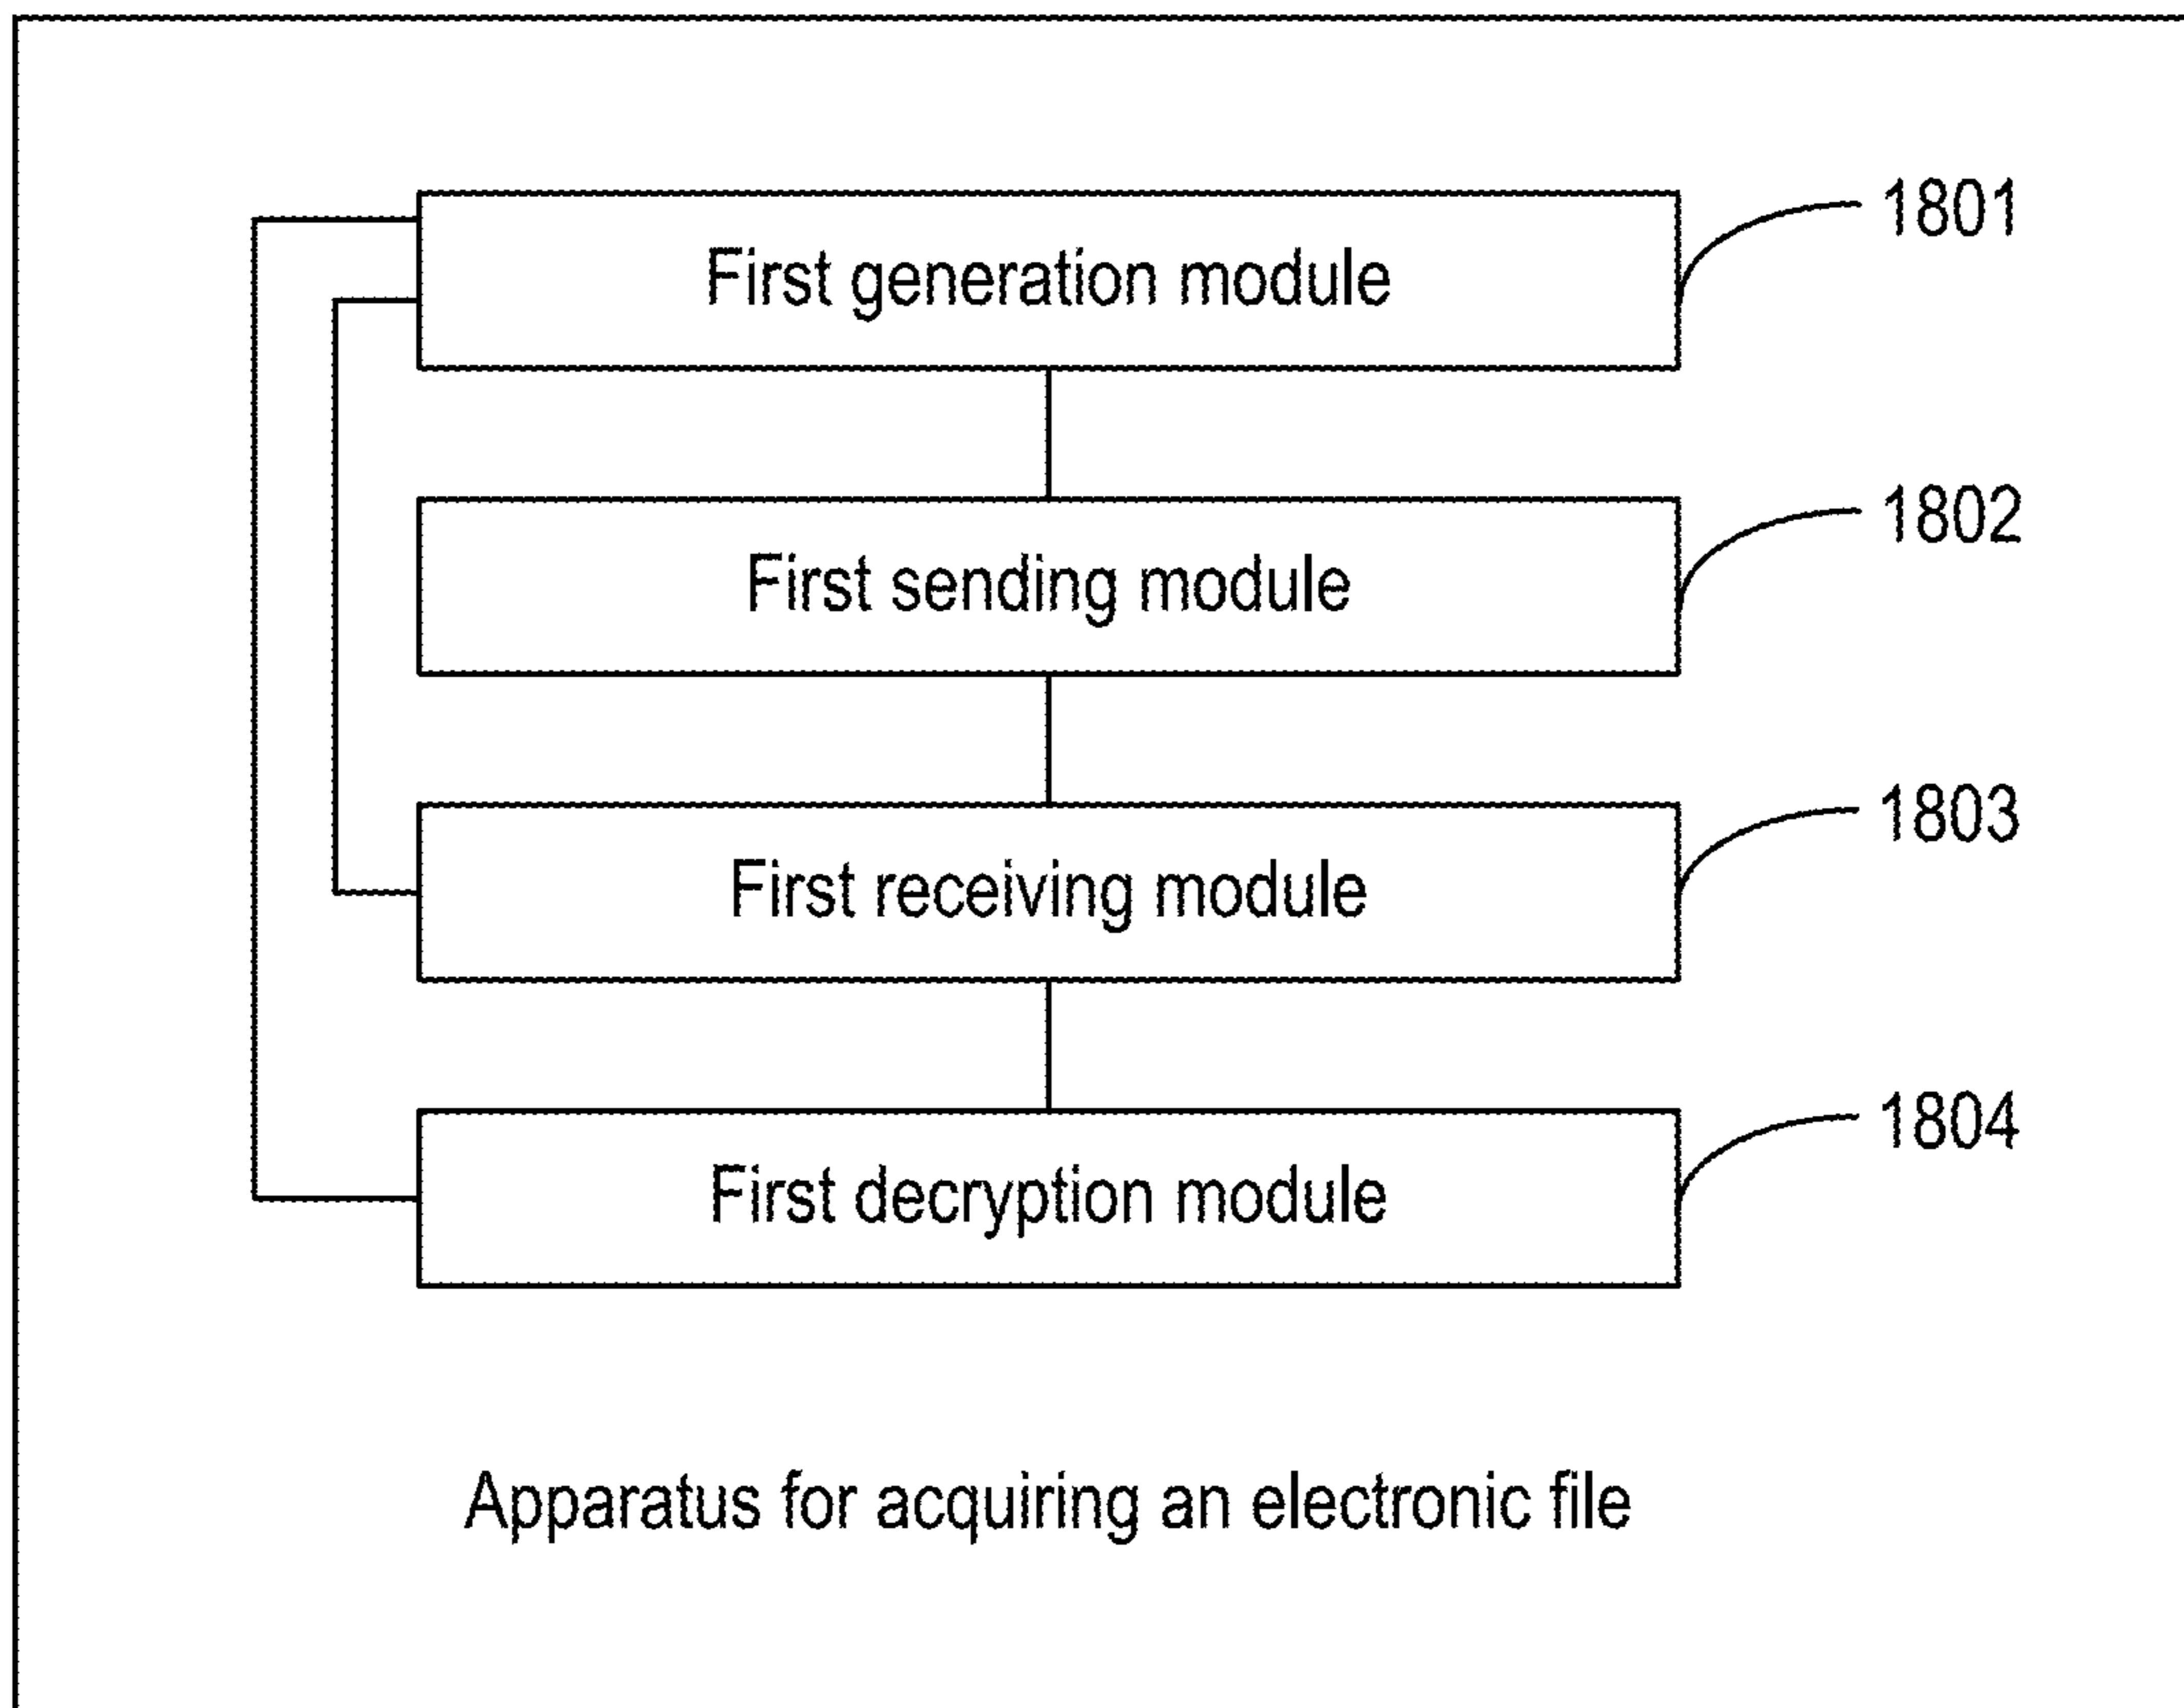 First generation module
1801
First sending module
1802
First receiving module
1803
First decryption module
1804
Apparatus for acquiring an electronic file